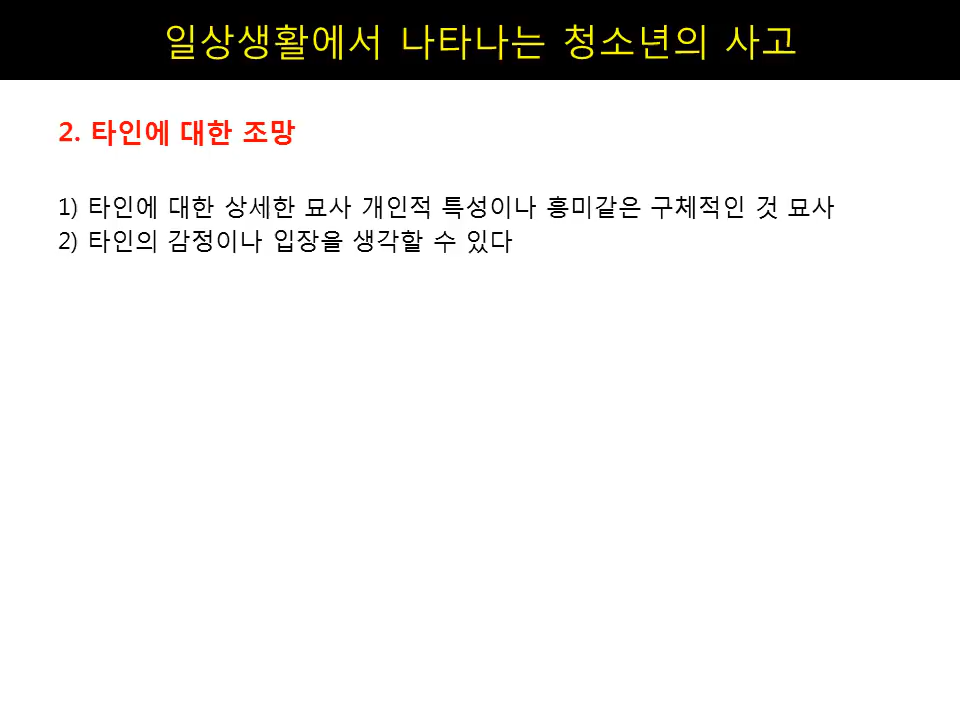 일상생활에서 나타나는 청소년의 사고
2. 타인에 대한 조망
1) 타인에 대한 상세한 묘사 개인적 특성이나 흥미같은 구체적인 것 묘사
2) 타인의 감정이나 입장을 생각할 수 있다